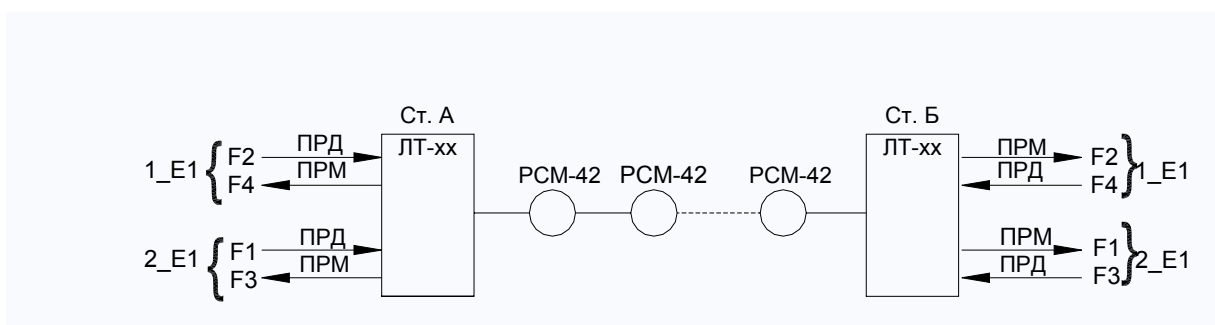 Ст. А
Ст. Б
ЛТ-хх
ЛТ-хх
1_Е1 { F2 ПРД
F4 ПРМ
2_Е1 { F1 ПРД
F3 ПРМ
РСМ-42 РСМ-42 РСМ-42
ПРМ F2 } 1_Е1
ПРД F4
ПРМ F1 } 2_Е1
ПРД F3